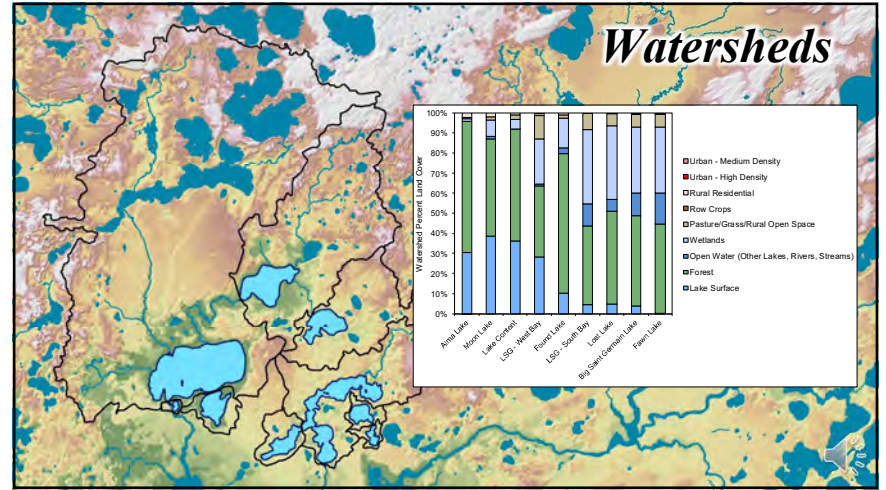 Watersheds
Watershed Percent Land Cover
100%
90%
80%
70%
60%
50%
40%
30%
20%
10%
0%
Alma Lake
Moon Lake
Lake Content
LSG - West Bay
Found Lake
LSG - South Bay
Lost Lake
Big Saint Germain Lake
Fawn Lake
Urban - Medium Density
Urban - High Density
Rural Residential
Row Crops
Pasture/Grass/Rural Open Space
Wetlands
Open Water (Other Lakes, Rivers, Streams)
Forest
Lake Surface